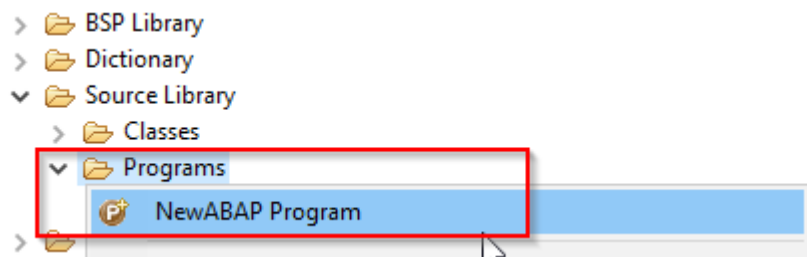 BSP Library
Dictionary
Source Library
Classes
Programs
NewABAP Program